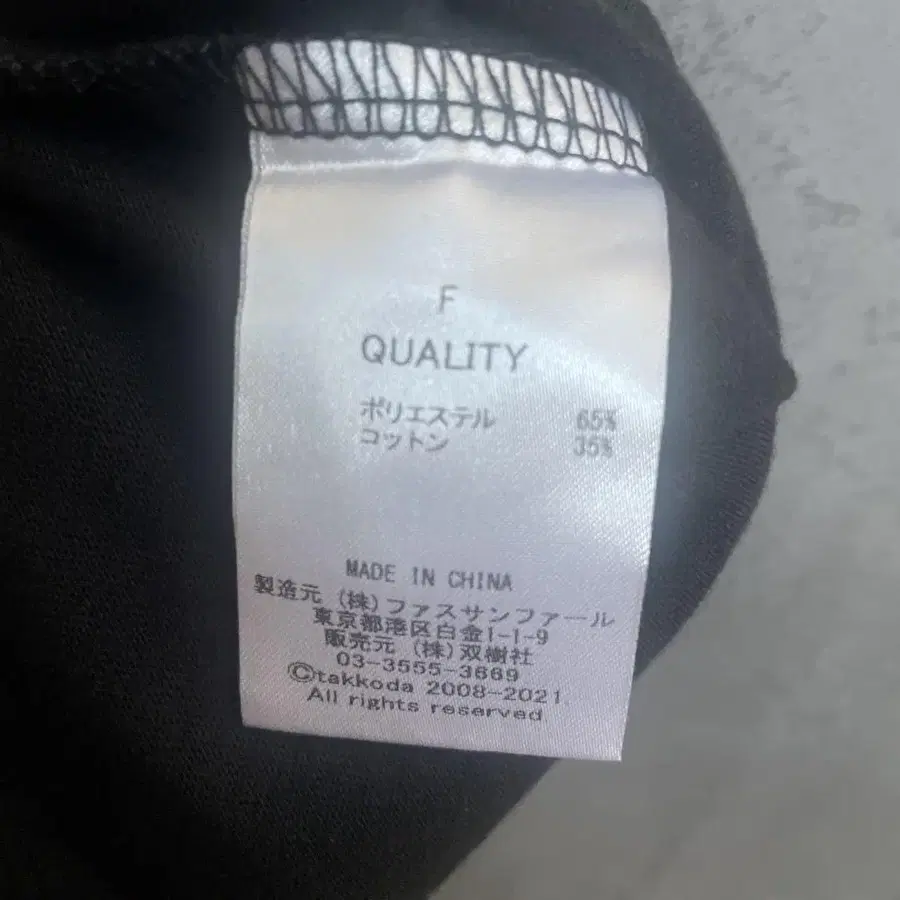 F
QUALITY
ポリエステル 65%
コットン 35%
MADE IN CHINA
製造元 (株)ファスサンファール
東京都港区白金1-1-9
販売元 (株)双樹社
03-3555-3669
©takkoda 2008-2021.
All rights reserved.